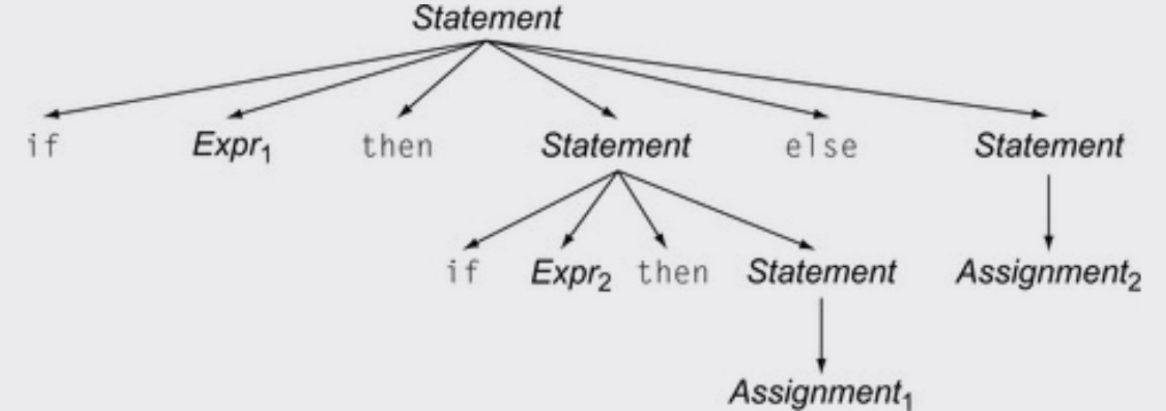 Statement
if Expr₁ then Statement else Statement
if Expr₂ then Statement Assignment₂
Assignment₁